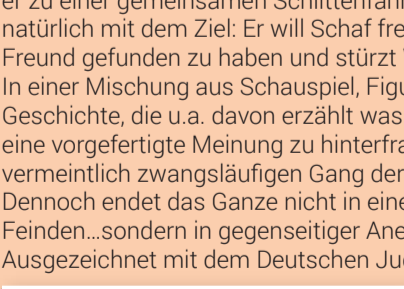 er zu einer gemeinsamen Schlittenfahr
natürlich mit dem Ziel: Er will Schaf fre
Freund gefunden zu haben und stürzt
In einer Mischung aus Schauspiel, Figu
Geschichte, die u.a. davon erzählt was
eine vorgefertigte Meinung zu hinterfra
vermeintlich zwangsläufigen Gang der
Dennoch endet das Ganze nicht in eine
Feinden...sondern in gegenseitiger Ane
Ausgezeichnet mit dem Deutschen Ju